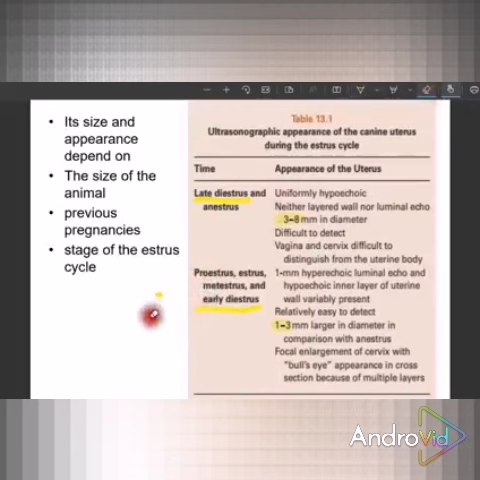 • Its size and
appearance
depend on
• The size of the
animal
• previous
pregnancies
• stage of the estrus
cycle
Table 13.1
Ultrasonographic appearance of the canine uterus
during the estrus cycle
Time Appearance of the Uterus
Late diestrus and Uniformly hypoechoic
anestrus Neither layered wall nor luminal echo
3–8 mm in diameter
Difficult to detect
Vagina and cervix difficult to
distinguish from the uterine body
Proestrus, estrus, 1-mm hyperechoic luminal echo and
metestrus, and hypoechoic inner layer of uterine
early diestrus wall variably present
Relatively easy to detect
1–3 mm larger in diameter in
comparison with anestrus
Focal enlargement of cervix with
"bull's eye" appearance in cross
section because of multiple layers
AndroVid